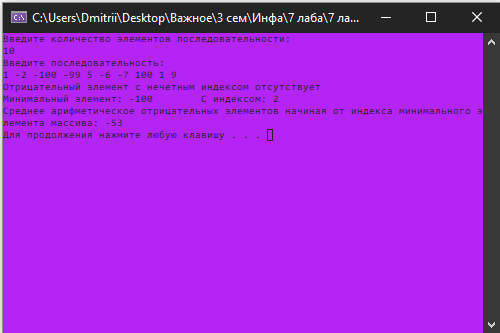 C:\Users\Dmitrii\Desktop\Важное\3 сем\Инфа\7 лаба\7 ла...
Введите количество элементов последовательности:
10
Введите последовательность:
1 -2 -100 -99 5 -6 -7 100 1 9
Отрицательный элемент с нечетным индексом отсутствует
Минимальный элемент: -100 С индексом: 2
Среднее арифметическое отрицательных элементов начиная от индекса минимального э
лемента массива: -53
Для продолжения нажмите любую клавишу . . .